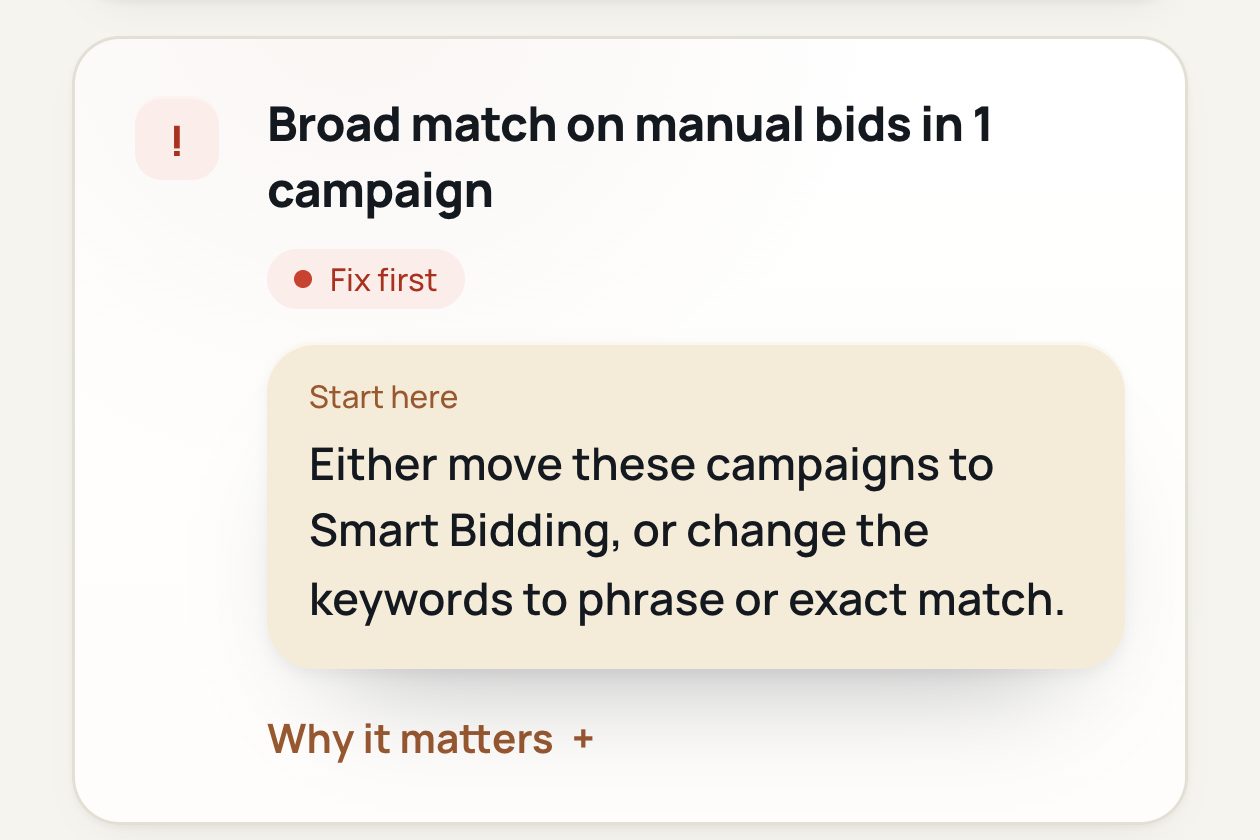 !
Broad match on manual bids in 1
campaign
Fix first
Start here
Either move these campaigns to
Smart Bidding, or change the
keywords to phrase or exact match.
Why it matters +